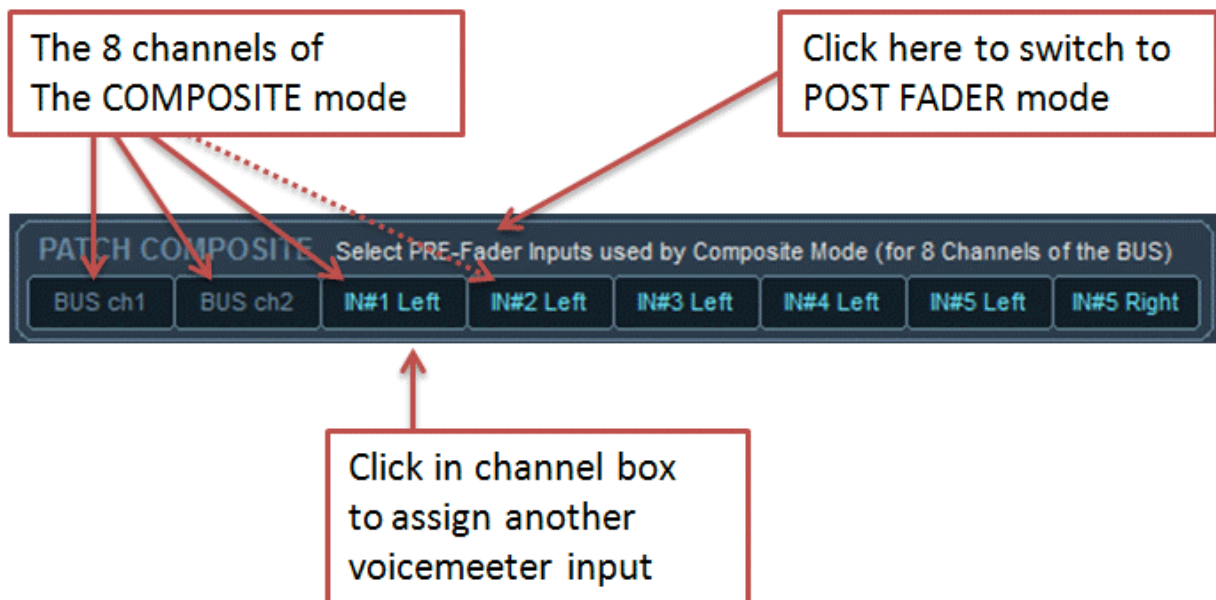 The 8 channels of
The COMPOSITE mode
Click here to switch to
POST FADER mode
PATCH COMPOSITE Select PRE-Fader Inputs used by Composite Mode (for 8 Channels of the BUS)
BUS ch1 BUS ch2 IN#1 Left IN#2 Left IN#3 Left IN#4 Left IN#5 Left IN#5 Right
Click in channel box
to assign another
voicemeeter input